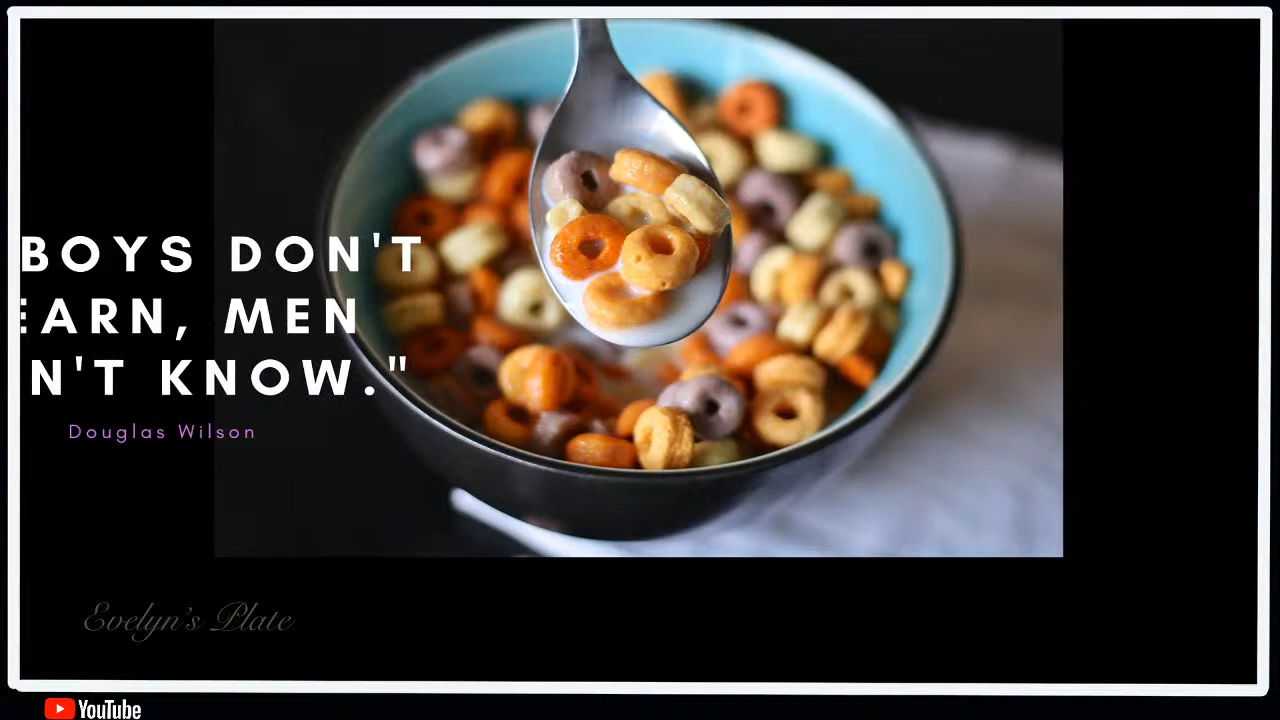 BOYS DON'T
EARN, MEN
N'T KNOW."
Douglas Wilson
Evelyn's Plate
YouTube